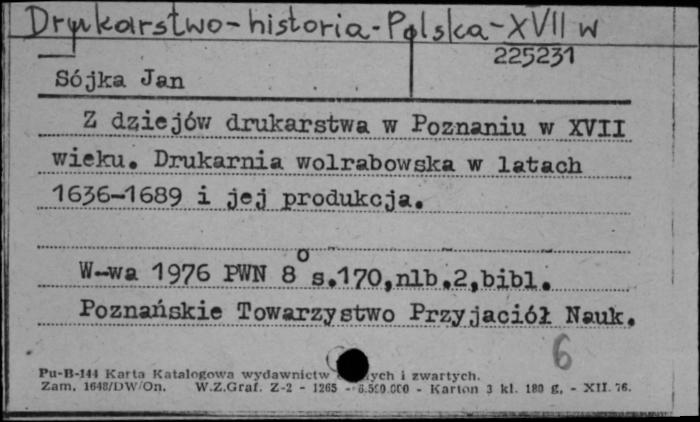 Drukarstwo-historia-Polska-XVII w
225231
Sójka Jan
Z dziejów drukarstwa w Poznaniu w XVII
wieku. Drukarnia wolrabowska w latach
1636-1689 i jej produkcja.
W-wa 1976 PWN 8° s.170,nlb.2,bibl.
Poznańskie Towarzystwo Przyjaciół Nauk.
6
Pu-B-144 Karta Katalogowa wydawnictw i zwartych.
Zam. 1648/DW/On. W.Z.Graf. Z-2 - 1265 - Karton 3 kl. 180 g. - XII. 76.